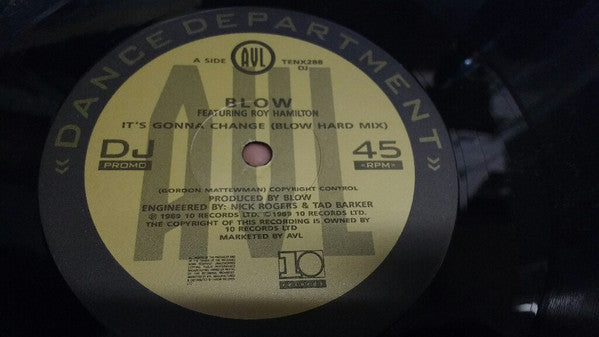 «DANCE DEPARTMENT»
A SIDE AVL TENX288
DJ
BLOW
FEATURING ROY HAMILTON
IT'S GONNA CHANGE (BLOW HARD MIX)
DJ 45
PROMO RPM
(GORDON MATTEWMAN) COPYRIGHT CONTROL
PRODUCED BY BLOW
ENGINEERED BY: NICK ROGERS & TAD BARKER
℗ 1989 10 RECORDS LTD. © 1989 10 RECORDS LTD.
THE COPYRIGHT OF THIS RECORDING IS OWNED BY
10 RECORDS LTD
MARKETED BY AVL
AVL
10
RECORDS